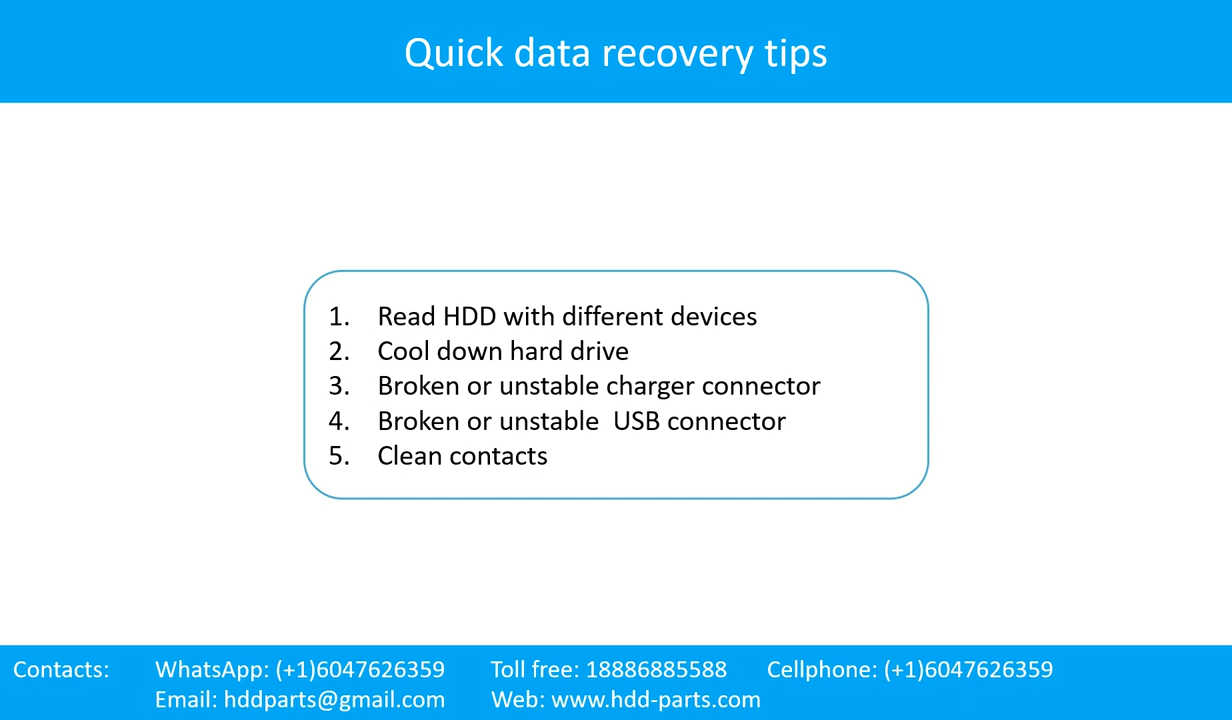 Quick data recovery tips
1. Read HDD with different devices
2. Cool down hard drive
3. Broken or unstable charger connector
4. Broken or unstable  USB connector
5. Clean contacts
Contacts: WhatsApp: (+1)6047626359 Toll free: 18886885588 Cellphone: (+1)6047626359
Email: hddparts@gmail.com Web: www.hdd-parts.com